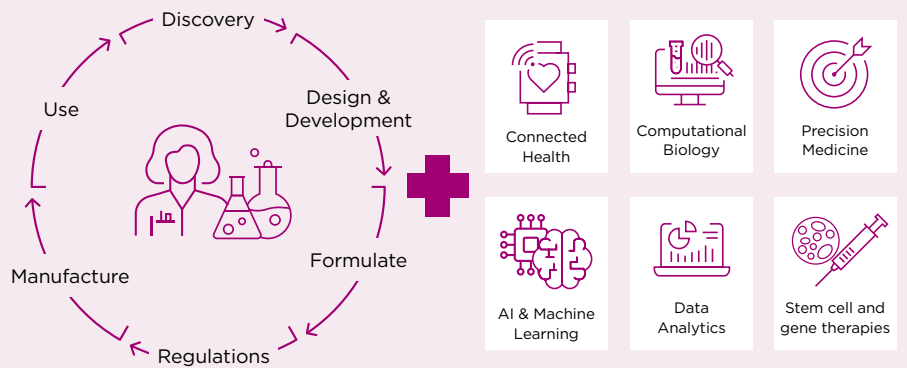 Discovery
Design &
Development
Formulate
Regulations
Manufacture
Use
Connected
Health
Computational
Biology
Precision
Medicine
AI & Machine
Learning
Data
Analytics
Stem cell and
gene therapies